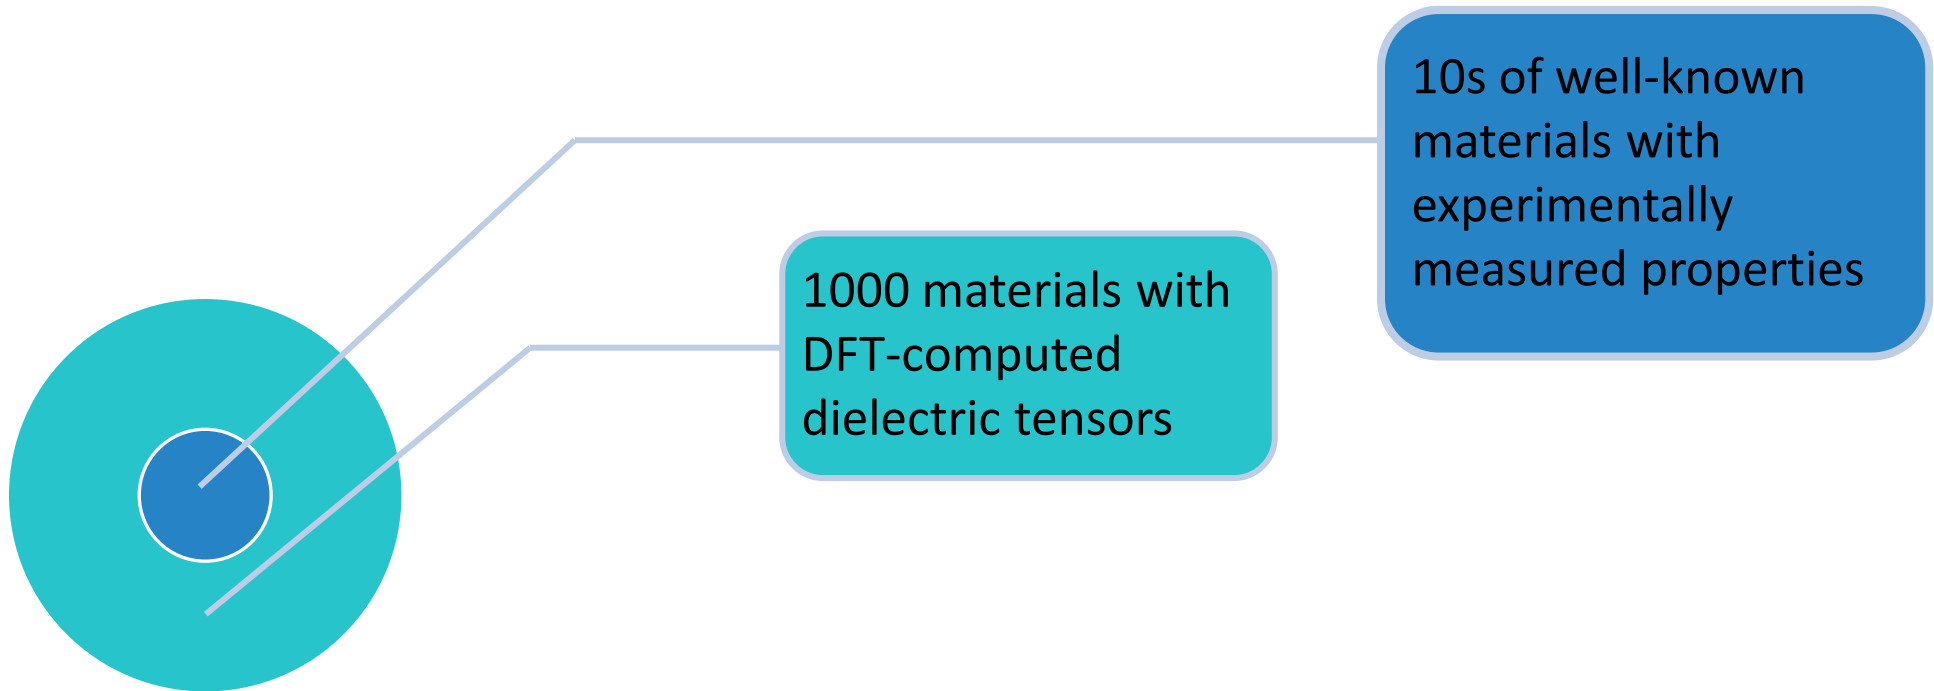 10s of well-known
materials with
experimentally
measured properties
1000 materials with
DFT-computed
dielectric tensors